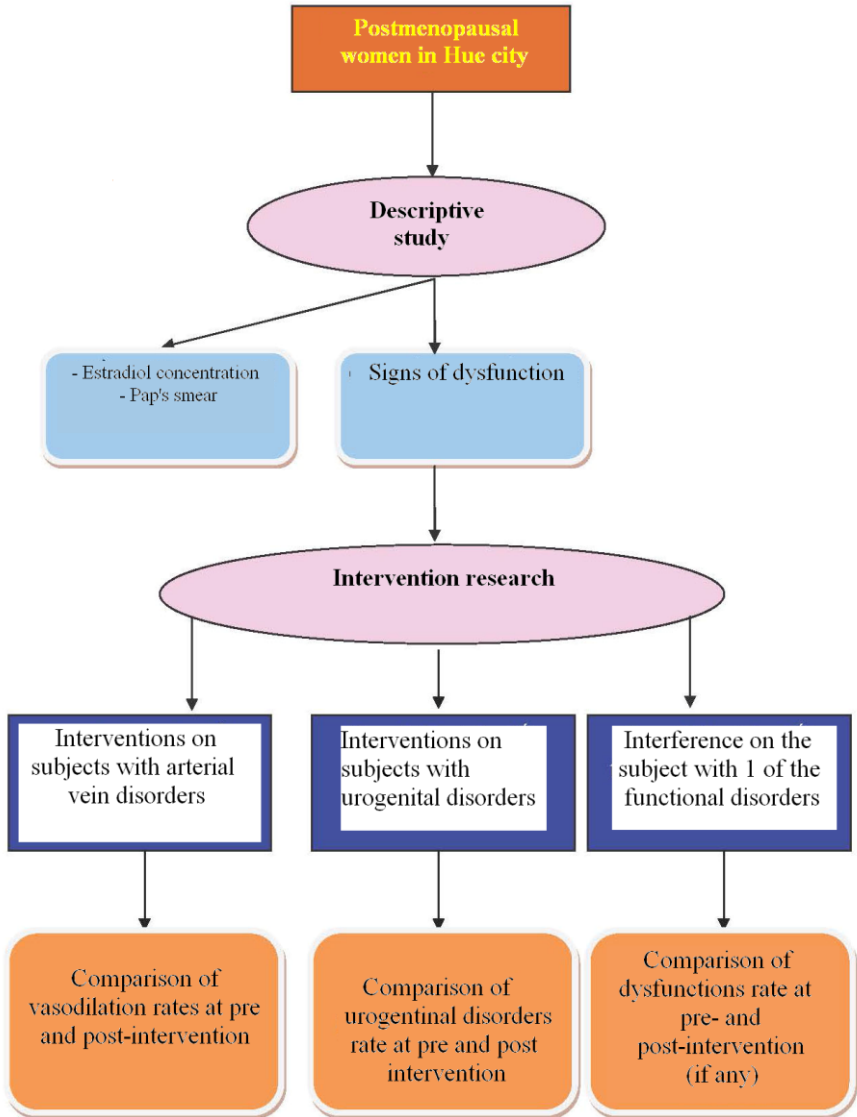 Postmenopausal
women in Hue city
Descriptive
study
- Estradiol concentration
- Pap's smear
Signs of dysfunction
Intervention research
Interventions on
subjects with arterial
vein disorders
Interventions on
subjects with
urogenital disorders
Interference on the
subject with 1 of the
functional disorders
Comparison of
vasodilation rates at pre
and post-intervention
Comparison of
urogentinal disorders
rate at pre and post
intervention
Comparison of
dysfunctions rate at
pre- and
post-intervention
(if any)